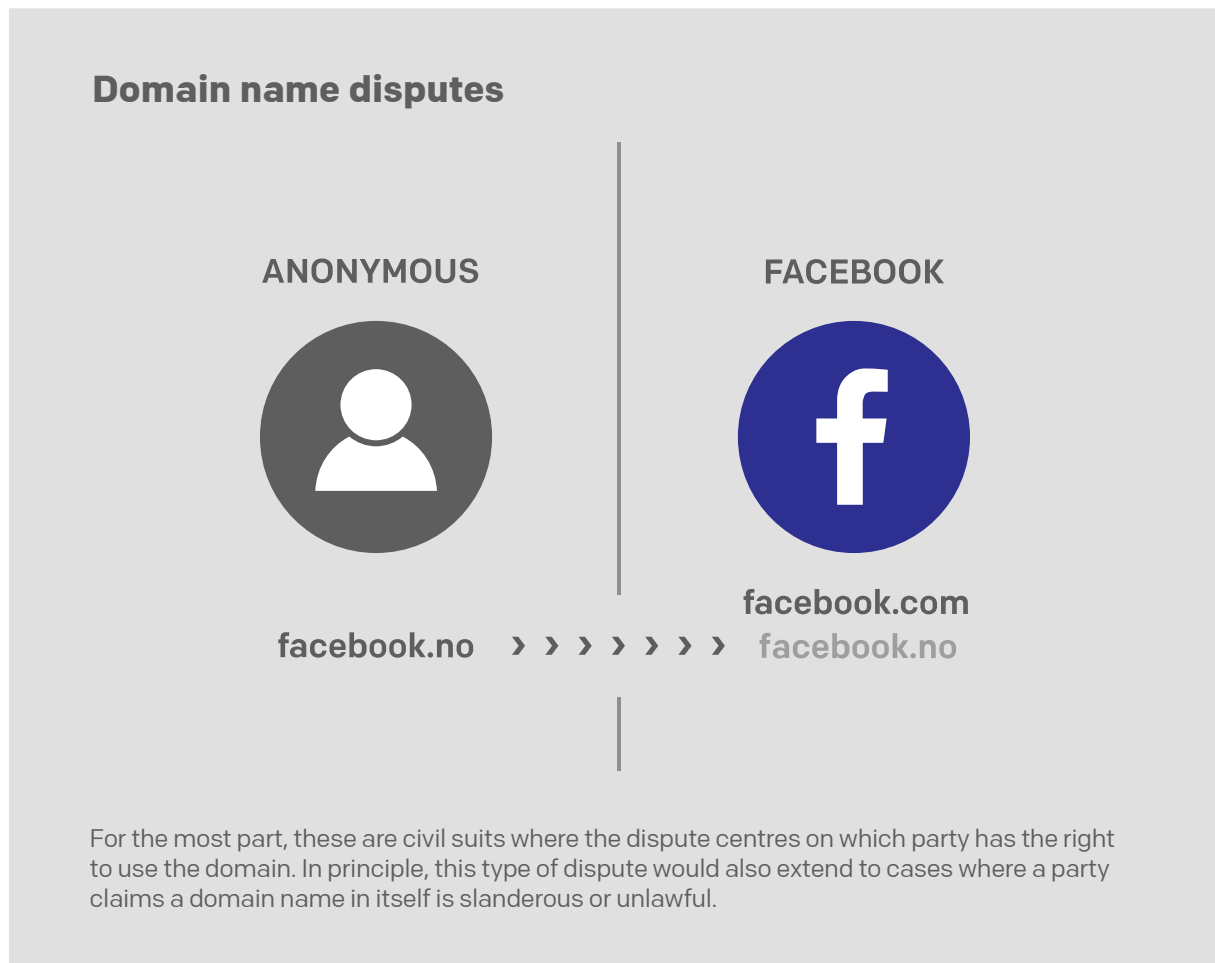 Domain name disputes
ANONYMOUS
FACEBOOK
f
facebook.com
facebook.no › › › › › › › facebook.no
For the most part, these are civil suits where the dispute centres on which party has the right
to use the domain. In principle, this type of dispute would also extend to cases where a party
claims a domain name in itself is slanderous or unlawful.